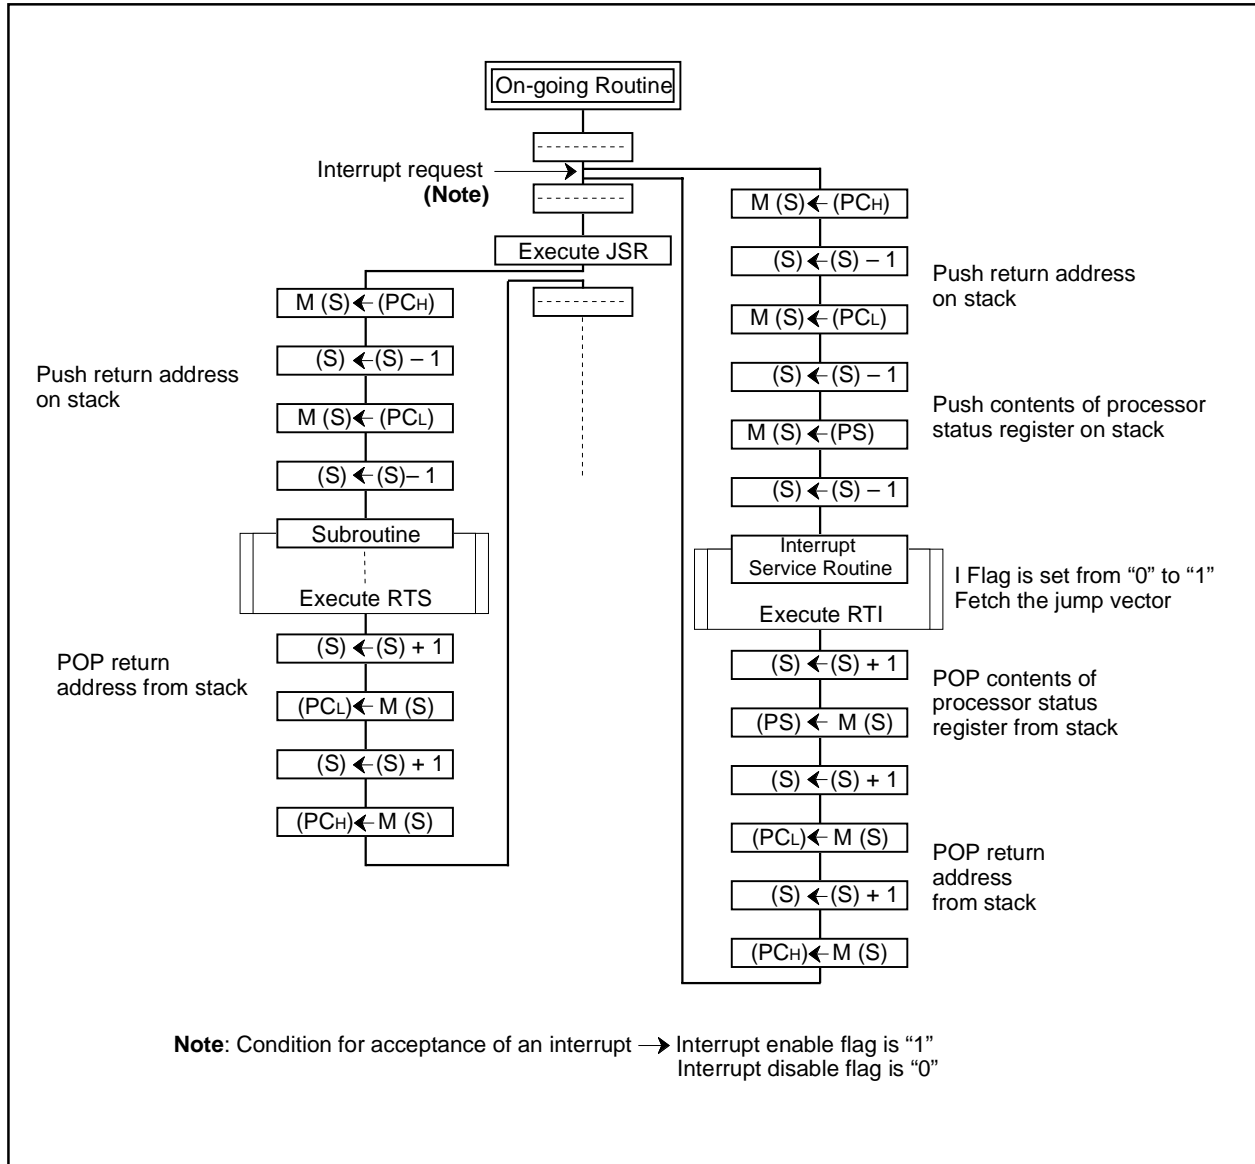 On-going Routine
Interrupt request
(Note)
Execute JSR
M (S) ← (PCH)
(S) ← (S) – 1
M (S) ← (PCL)
(S) ← (S)– 1
Push return address
on stack
Subroutine
Execute RTS
POP return
address from stack
(S) ← (S) + 1
(PCL) ← M (S)
(S) ← (S) + 1
(PCH) ← M (S)
M (S) ← (PCH)
(S) ← (S) – 1
M (S) ← (PCL)
(S) ← (S) – 1
M (S) ← (PS)
(S) ← (S) – 1
Push return address
on stack
Push contents of processor
status register on stack
Interrupt
Service Routine
Execute RTI
I Flag is set from “0” to “1”
Fetch the jump vector
(S) ← (S) + 1
(PS) ← M (S)
(S) ← (S) + 1
(PCL) ← M (S)
(S) ← (S) + 1
(PCH) ← M (S)
POP contents of
processor status
register from stack
POP return
address
from stack
Note: Condition for acceptance of an interrupt → Interrupt enable flag is “1”
Interrupt disable flag is “0”